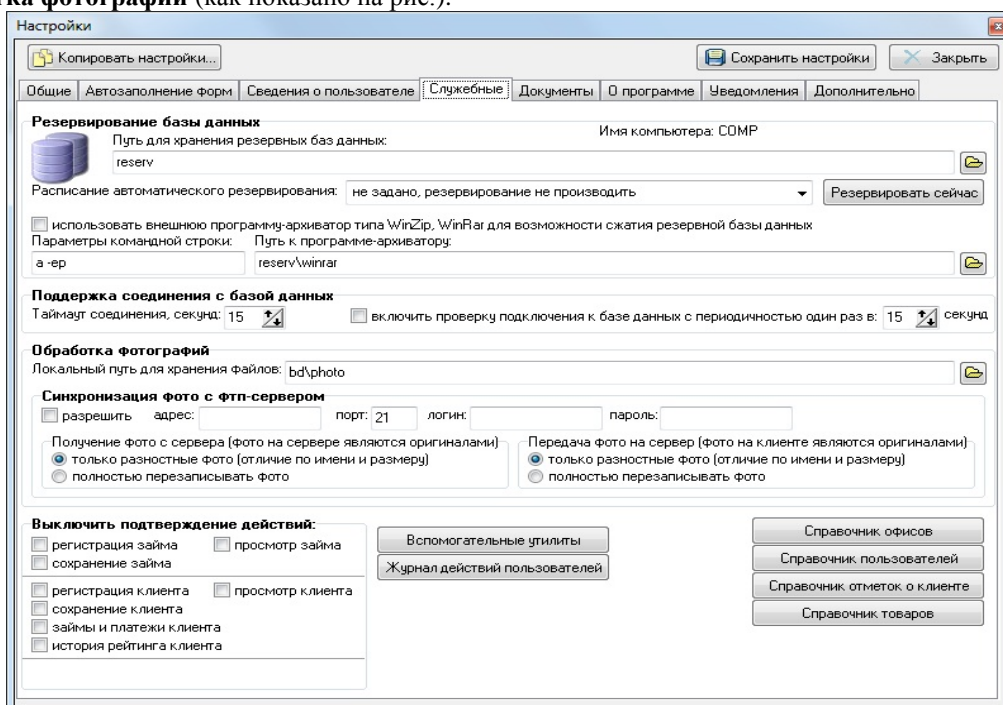 ка фотографий (как показано на рис.).
Настройки
Копировать настройки... Сохранить настройки Закрыть
Общие Автозаполнение форм Сведения о пользователе Служебные Документы О программе Уведомления Дополнительно
Резервирование базы данных
Имя компьютера: COMP
Путь для хранения резервных баз данных:
reserv
Расписание автоматического резервирования: не задано, резервирование не производить Резервировать сейчас
использовать внешнюю программу-архиватор типа WinZip, WinRar для возможности сжатия резервной базы данных
Параметры командной строки: Путь к программе-архиватору:
a -ep reserv\winrar
Поддержка соединения с базой данных
Таймаут соединения, секунд: 15 включить проверку подключения к базе данных с периодичностью один раз в: 15 секунд
Обработка фотографий
Локальный путь для хранения файлов: bd\photo
Синхронизация фото с фтп-сервером
разрешить адрес: порт: 21 логин: пароль:
Получение фото с сервера (фото на сервере являются оригиналами) Передача фото на сервер (фото на клиенте являются оригиналами)
только разностные фото (отличие по имени и размеру) только разностные фото (отличие по имени и размеру)
полностью перезаписывать фото полностью перезаписывать фото
Выключить подтверждение действий:
регистрация займа просмотр займа
сохранение займа
регистрация клиента просмотр клиента
сохранение клиента
займы и платежи клиента
история рейтинга клиента
Вспомогательные утилиты
Журнал действий пользователей
Справочник офисов
Справочник пользователей
Справочник отметок о клиенте
Справочник товаров